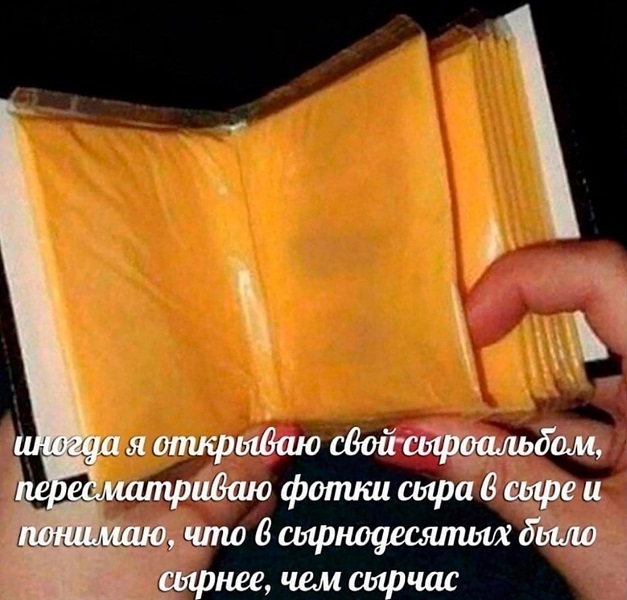 иногда я открываю свой сыроальбом,
пересматриваю фотки сыра в сыре и
понимаю, что в сырнодесятых было
сырнее, чем сырчас